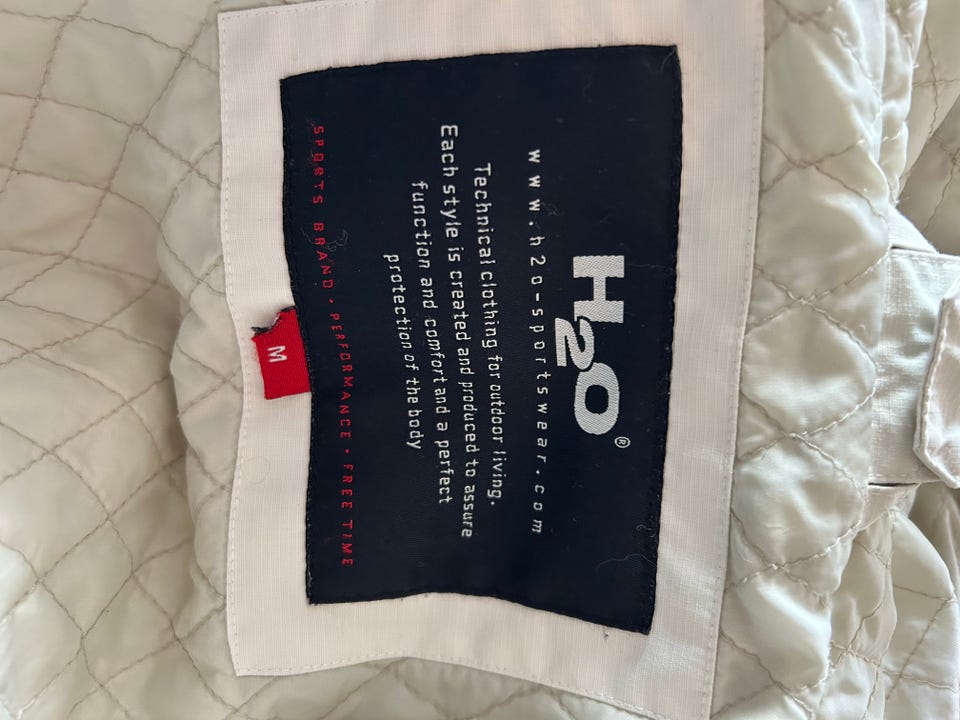 H2O®
www.h2o-sportswear.com
Technical clothing for outdoor living.
Each style is created and produced to assure
function and comfort and a perfect
protection of the body
SPORTS BRAND · PERFORMANCE · FREE TIME
M